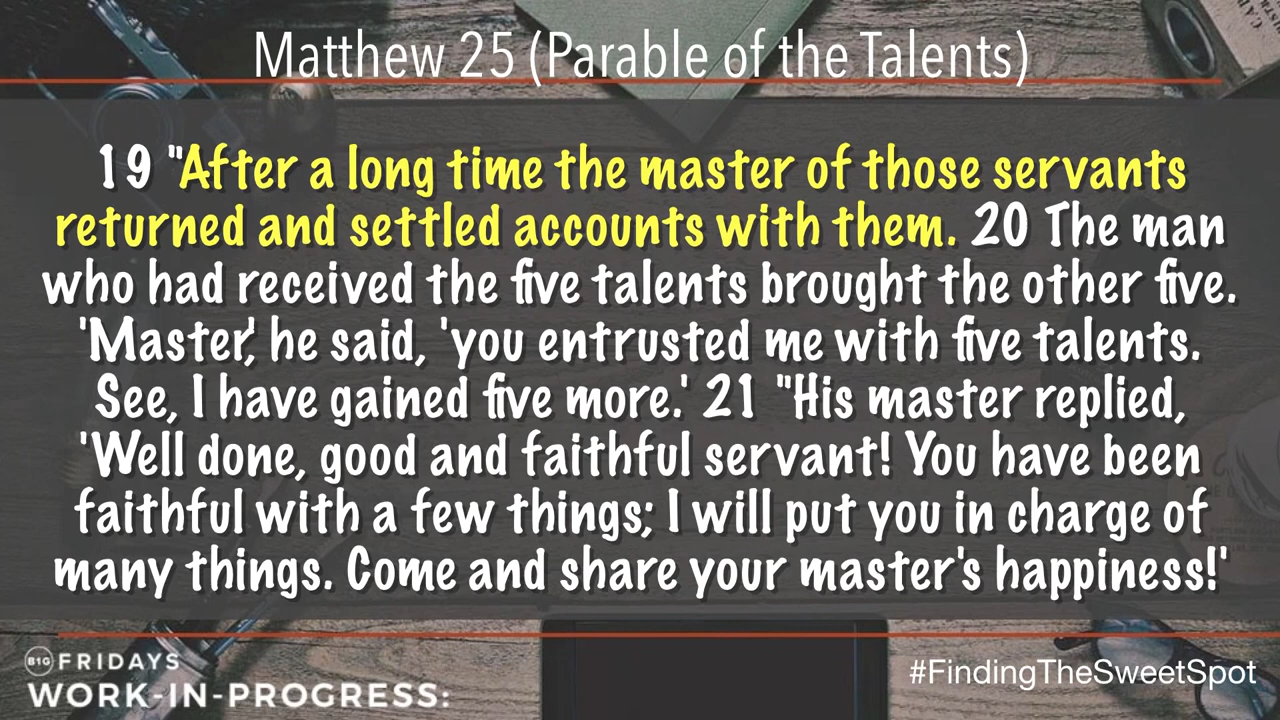 Matthew 25 (Parable of the Talents)
19 "After a long time the master of those servants
returned and settled accounts with them. 20 The man
who had received the five talents brought the other five.
'Master,' he said, 'you entrusted me with five talents.
See, I have gained five more.' 21 "His master replied,
'Well done, good and faithful servant! You have been
faithful with a few things; I will put you in charge of
many things. Come and share your master's happiness!'
B1G FRIDAYS
WORK-IN-PROGRESS:
#FindingTheSweetSpot